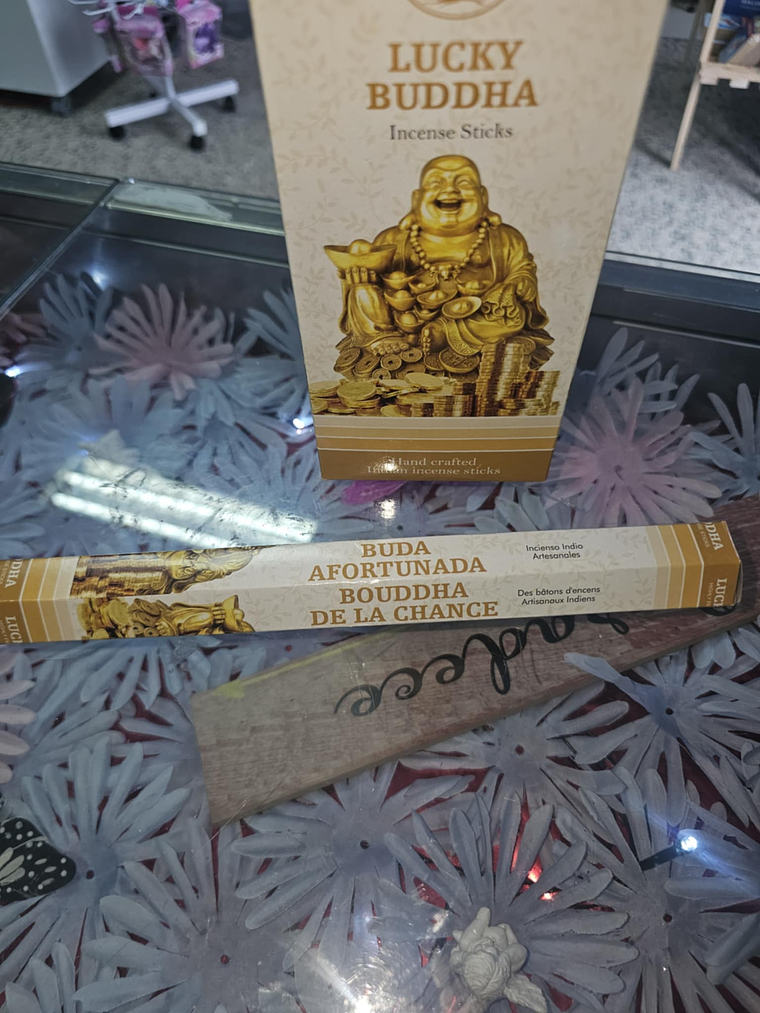 LUCKY
BUDDHA
Incense Sticks
Hand crafted
Indian incense sticks
BUDA
AFORTUNADA
Incienso Indio
Artesanales
BOUDDHA
DE LA CHANCE
Des bâtons d'encens
Artisanaux Indiens